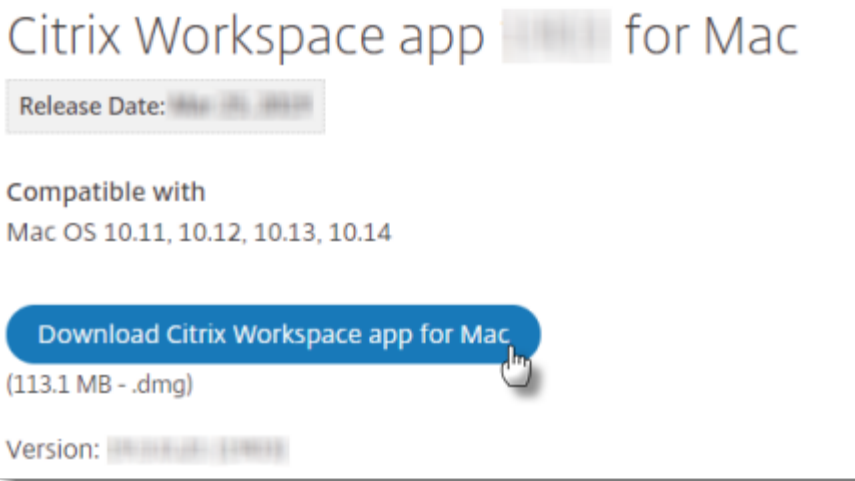 Citrix Workspace app for Mac
Release Date:
Compatible with
Mac OS 10.11, 10.12, 10.13, 10.14
Download Citrix Workspace app for Mac
(113.1 MB - .dmg)
Version: